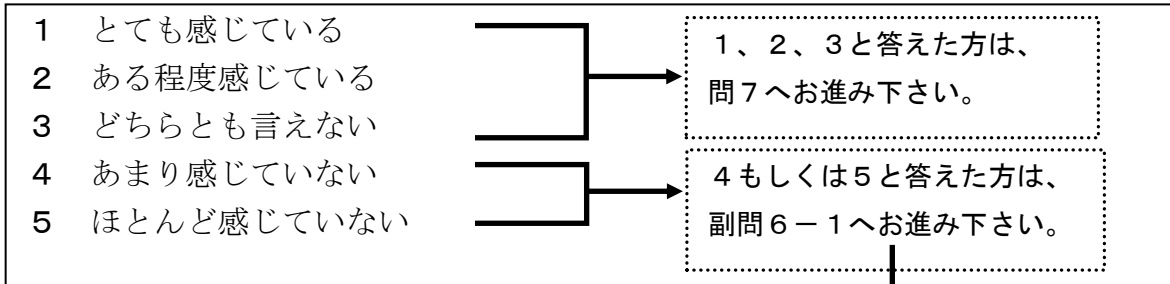 1 とても感じている
2 ある程度感じている
3 どちらとも言えない
4 あまり感じていない
5 ほとんど感じていない
１、２、３と答えた方は、
問７へお進み下さい。
４もしくは５と答えた方は、
副問６－１へお進み下さい。